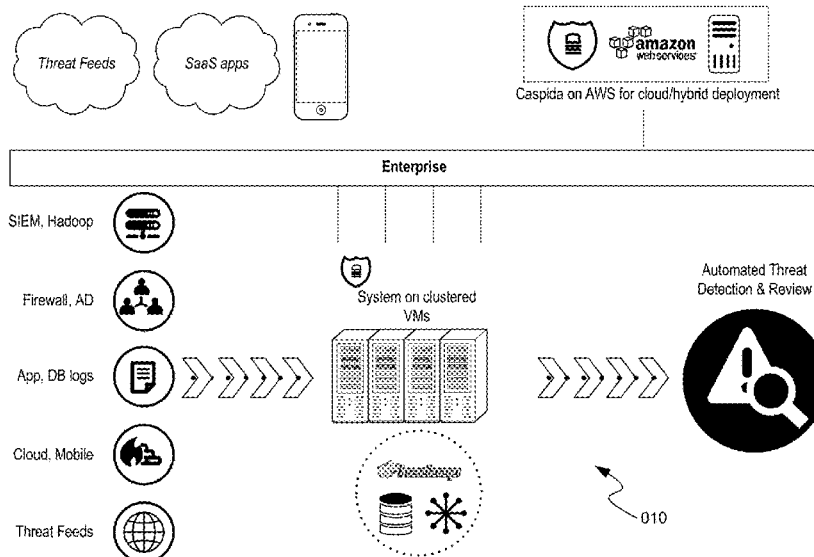 Threat Feeds
SaaS apps
amazon
webservices
Caspida on AWS for cloud/hybrid deployment
Enterprise
SIEM, Hadoop
Firewall, AD
App, DB logs
Cloud, Mobile
Threat Feeds
System on clustered
VMs
Automated Threat
Detection & Review
010